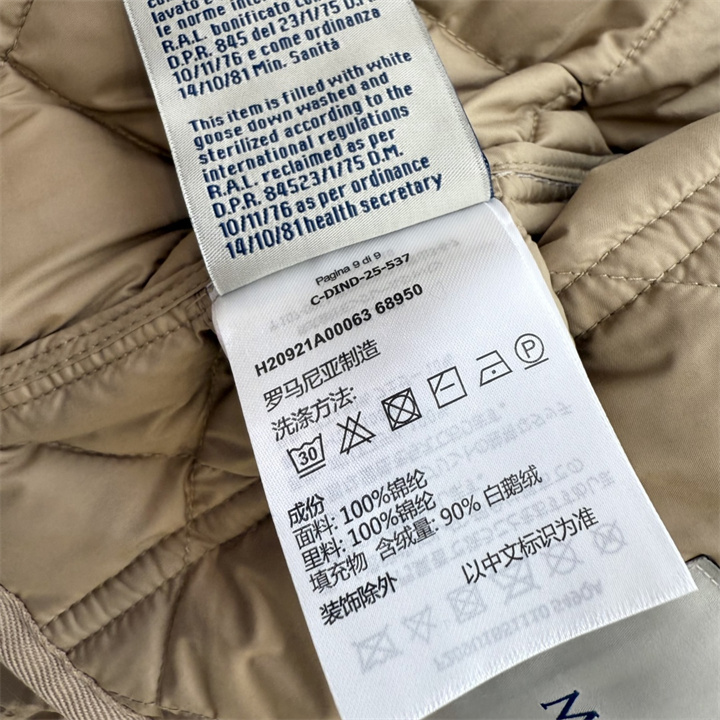 lavato e
le norme inter
R.A.L. bonificato com
D.P.R. 845 del 23/1/75 D.M.
10/11/76 e come ordinanza
14/10/81 Min. Sanità
This item is filled with white
goose down washed and
sterilized according to the
international regulations
R.A.L. reclaimed as per
D.P.R. 84523/1/75 D.M.
10/11/76 as per ordinance
14/10/81 health secretary
Pagina 9 di 9
C-DIND-25-537
H20921A00063 68950
罗马尼亚制造
洗涤方法:
30 P
成份
面料: 100%锦纶
里料: 100%锦纶
填充物 含绒量: 90% 白鹅绒
装饰除外 以中文标识为准
M